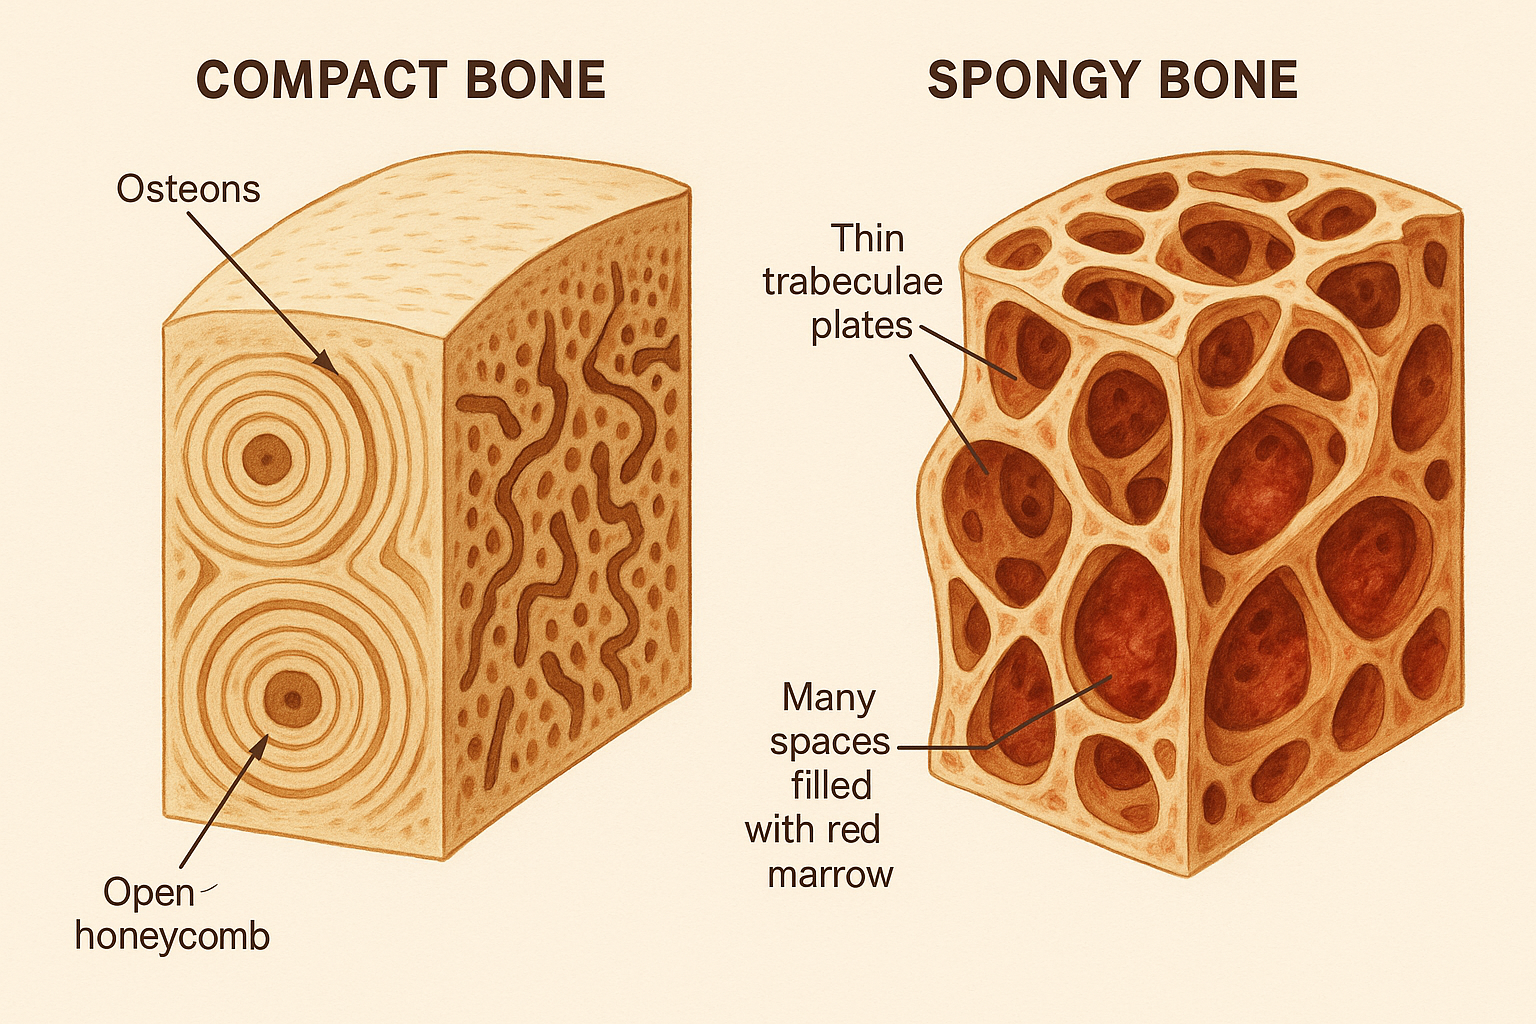 COMPACT BONE
Osteons
Open
honeycomb
SPONGY BONE
Thin
trabeculae
plates
Many
spaces
filled
with red
marrow